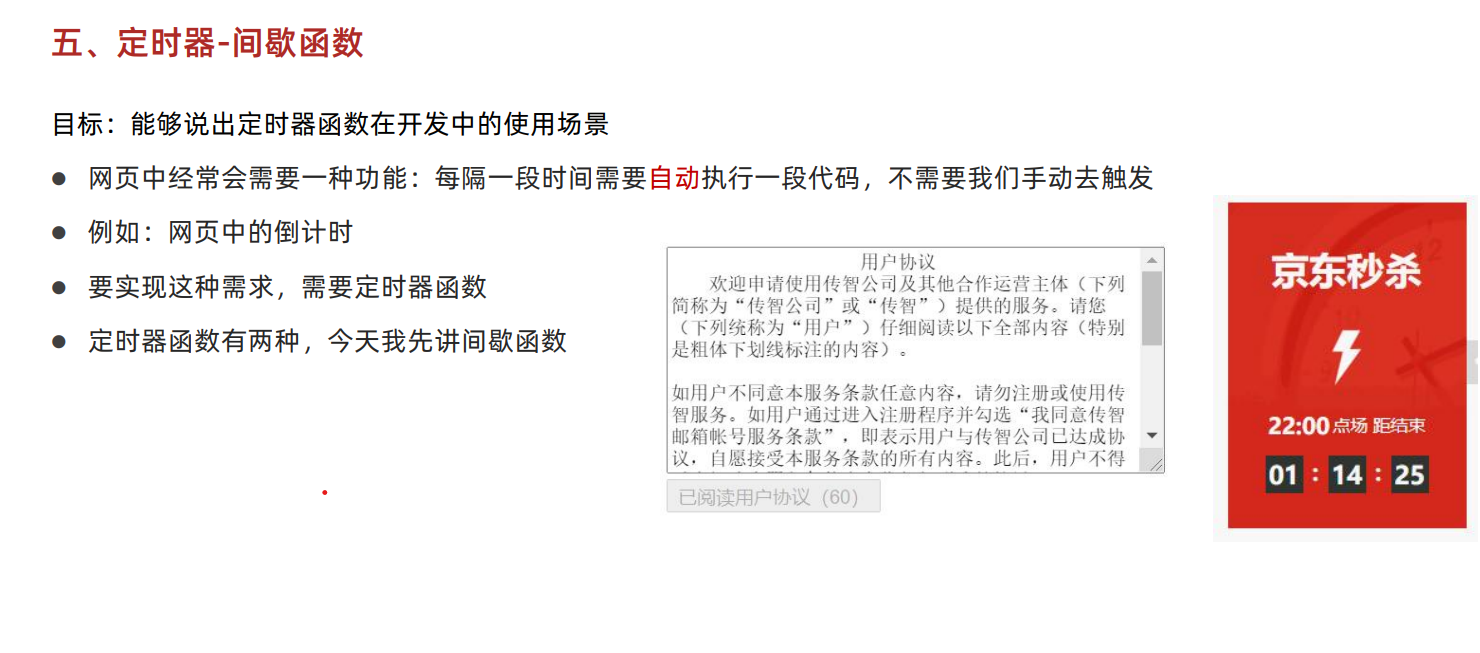 五、定时器-间歇函数
目标：能够说出定时器函数在开发中的使用场景
● 网页中经常会需要一种功能：每隔一段时间需要自动执行一段代码，不需要我们手动去触发
● 例如：网页中的倒计时
● 要实现这种需求，需要定时器函数
● 定时器函数有两种，今天我先讲间歇函数
用户协议
欢迎申请使用传智公司及其他合作运营主体（下列
简称为“传智公司”或“传智”）提供的服务。请您
（下列统称为“用户”）仔细阅读以下全部内容（特别
是粗体下划线标注的内容）。
如用户不同意本服务条款任意内容，请勿注册或使用传
智服务。如用户通过进入注册程序并勾选“我同意传智
邮箱帐号服务条款”，即表示用户与传智公司已达成协
议，自愿接受本服务条款的所有内容。此后，用户不得
已阅读用户协议（60）
京东秒杀
22:00 点场 距结束
01 : 14 : 25